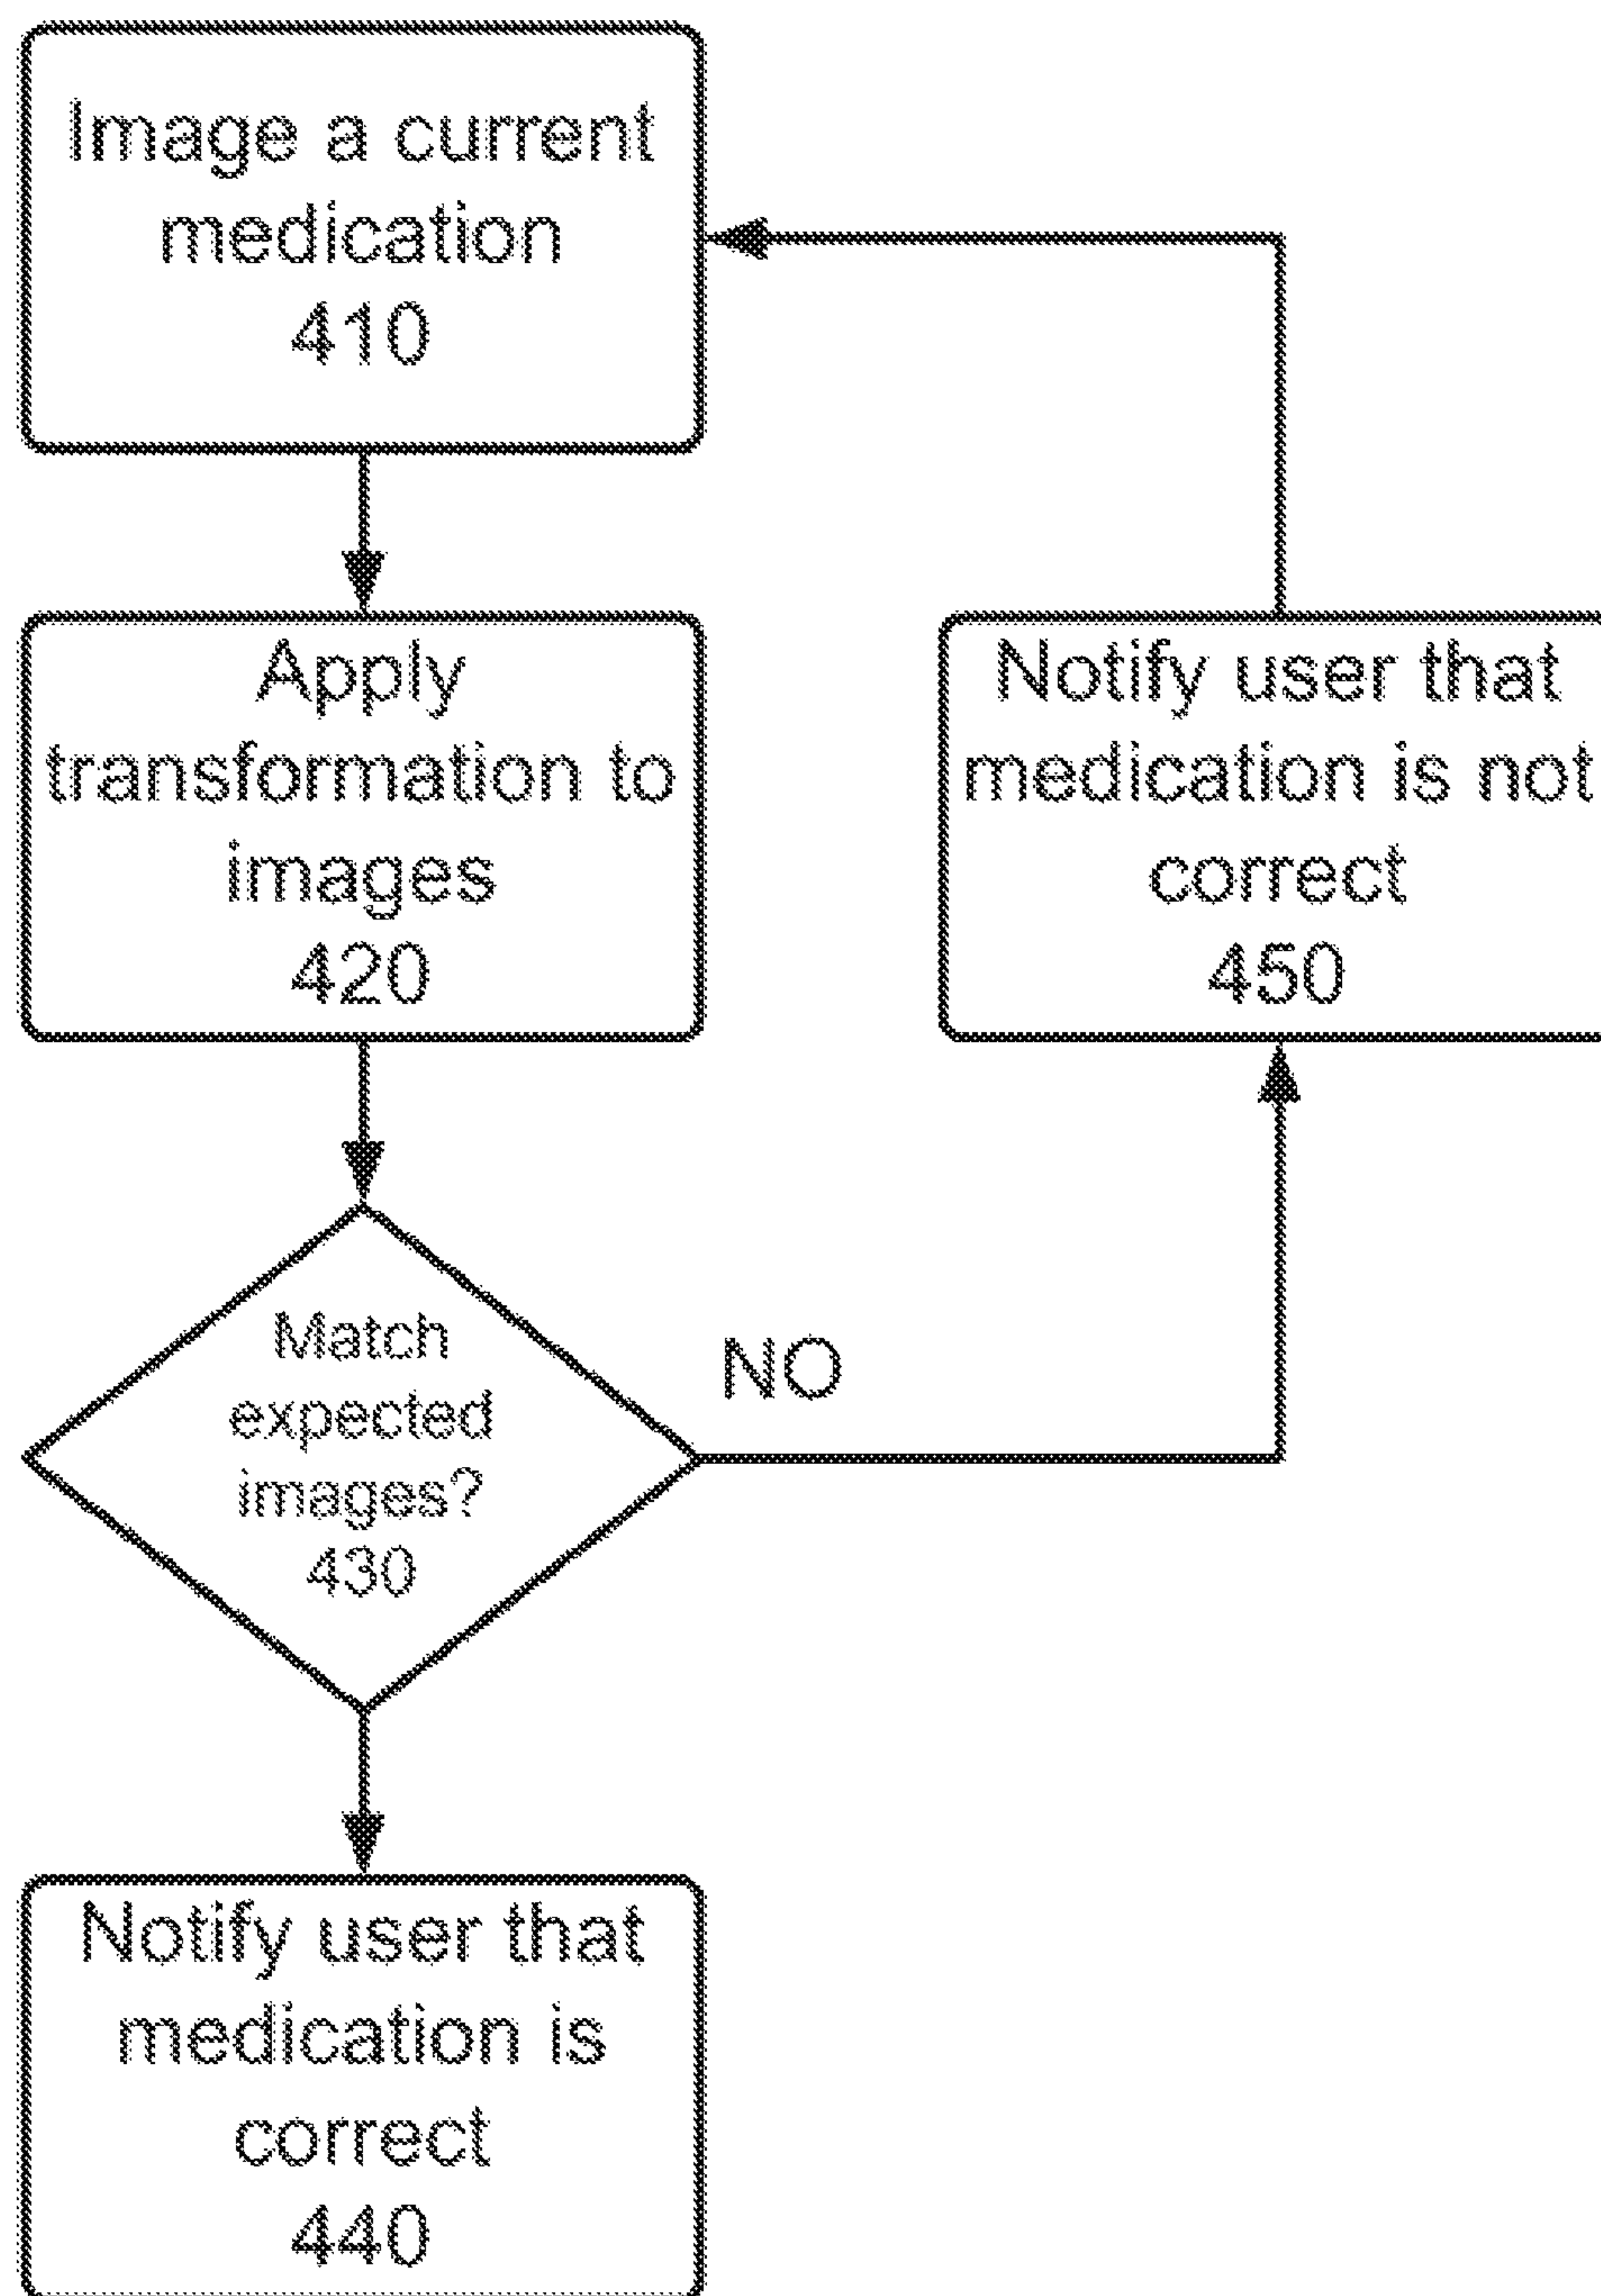 Image a current
medication
410
Apply
transformation to
images
420
Notify user that
medication is not
correct
450
Match
expected
images?
430
NO
Notify user that
medication is
correct
440